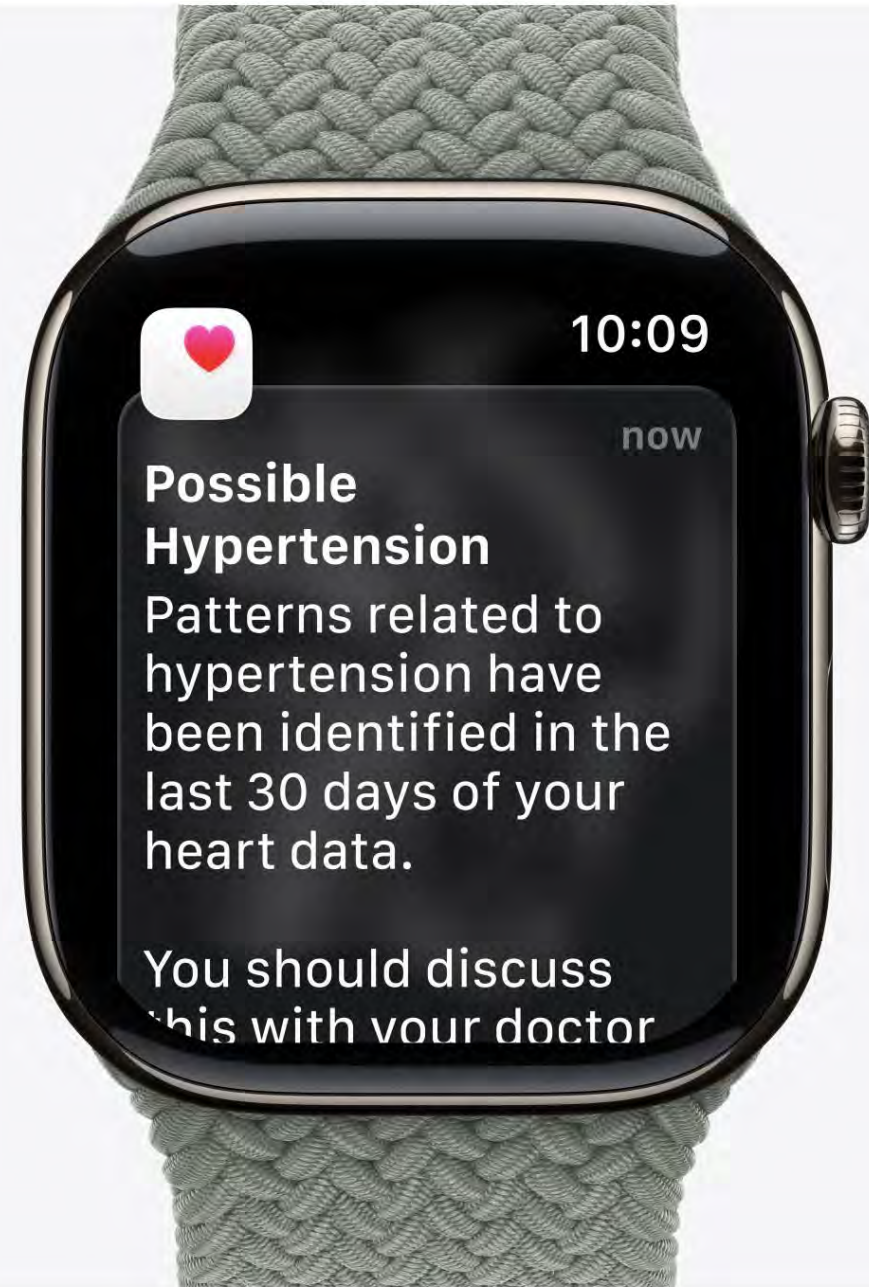 10:09
now
Possible
Hypertension
Patterns related to
hypertension have
been identified in the
last 30 days of your
heart data.
You should discuss
this with your doctor